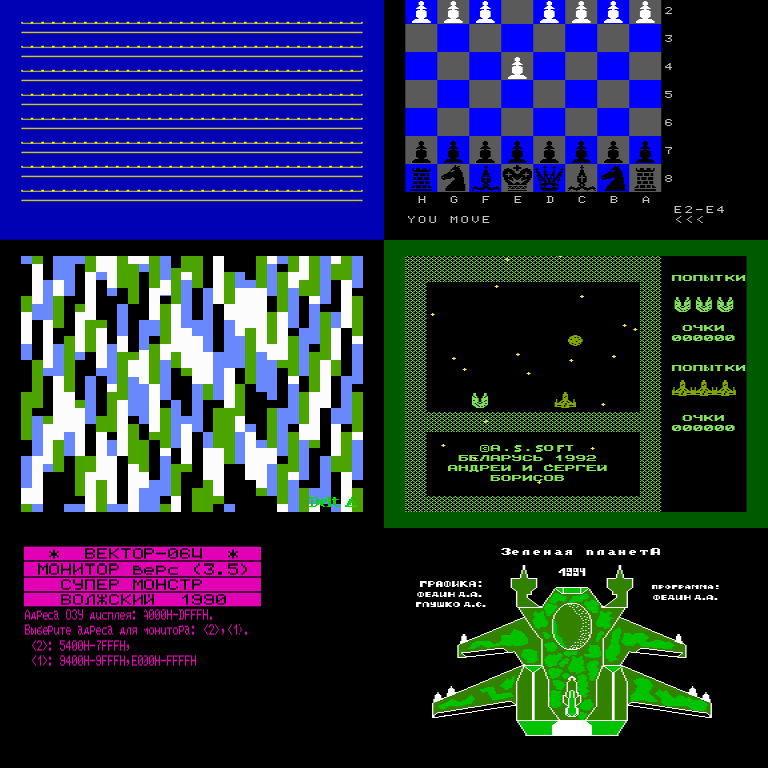 2
3
4
5
6
7
8
H G F E D C B A
E2-E4
YOU MOVE <<<
ПОПЫТКИ
ОЧКИ
000000
ПОПЫТКИ
ОЧКИ
000000
©A.S.SOFT
БЕЛАРУСЬ 1992
АНДРЕЙ И СЕРГЕЙ
БОРИСОВ
* ВЕКТОР-06Ц *
МОНИТОР верс (3.5)
СУПЕР МОНСТР
ВОЛЖСКИЙ 1990
Адреса ОЗУ дисплея: A000H-DFFFH.
Выберите адреса для монитора: <2>,<1>.
<2>: 5400H-7FFFH,
<1>: 9400H-9FFFH,E000H-FFFFH
Зеленая планетА
1994
ГРАФИКА:
ФЕДИН Д.А.
ГЛУШКО Д.С.
ПРОГРАММА:
ФЕДИН Д.А.